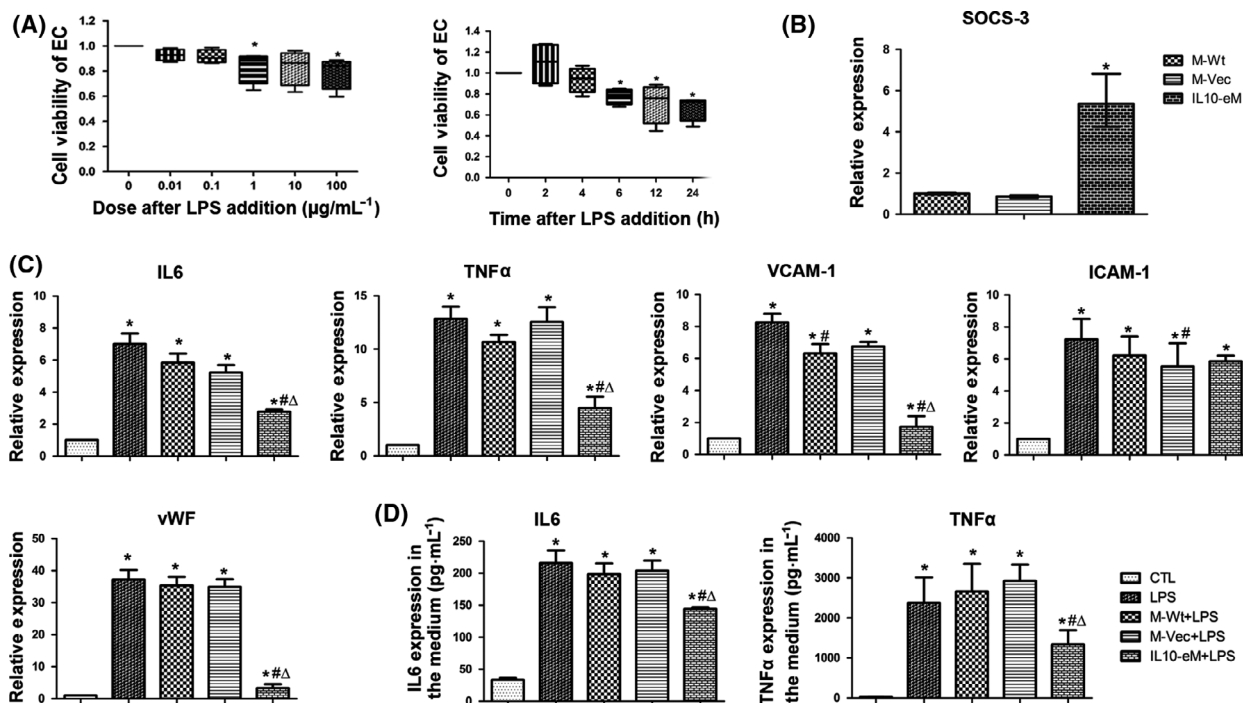 (A)
Cell viability of EC
1.2
1.0
0.8
0.6
0.4
0.2
0.0
0 0.01 0.1 1 10 100
* *
Dose after LPS addition (µg/mL⁻¹)
Cell viability of EC
1.4
1.2
1.0
0.8
0.6
0.4
0.2
0.0
0 2 4 6 12 24
* * *
Time after LPS addition (h)
(B)
SOCS-3
Relative expression
8
6
4
2
0
*
M-Wt
M-Vec
IL10-eM
(C)
IL6
Relative expression
10
8
6
4
2
0
* * * *#Δ
TNFα
Relative expression
15
10
5
0
* * * *#Δ
VCAM-1
Relative expression
10
8
6
4
2
0
* *# * *#Δ
ICAM-1
Relative expression
10
8
6
4
2
0
* * *# *
vWF
Relative expression
50
40
30
20
10
0
* * * *#Δ
(D)
IL6
IL6 expression in
the medium (pg·mL⁻¹)
250
200
150
100
50
0
* * * *#Δ
TNFα
TNFα expression in
the medium (pg·mL⁻¹)
4000
3000
2000
1000
0
* * * *#Δ
CTL
LPS
M-Wt+LPS
M-Vec+LPS
IL10-eM+LPS